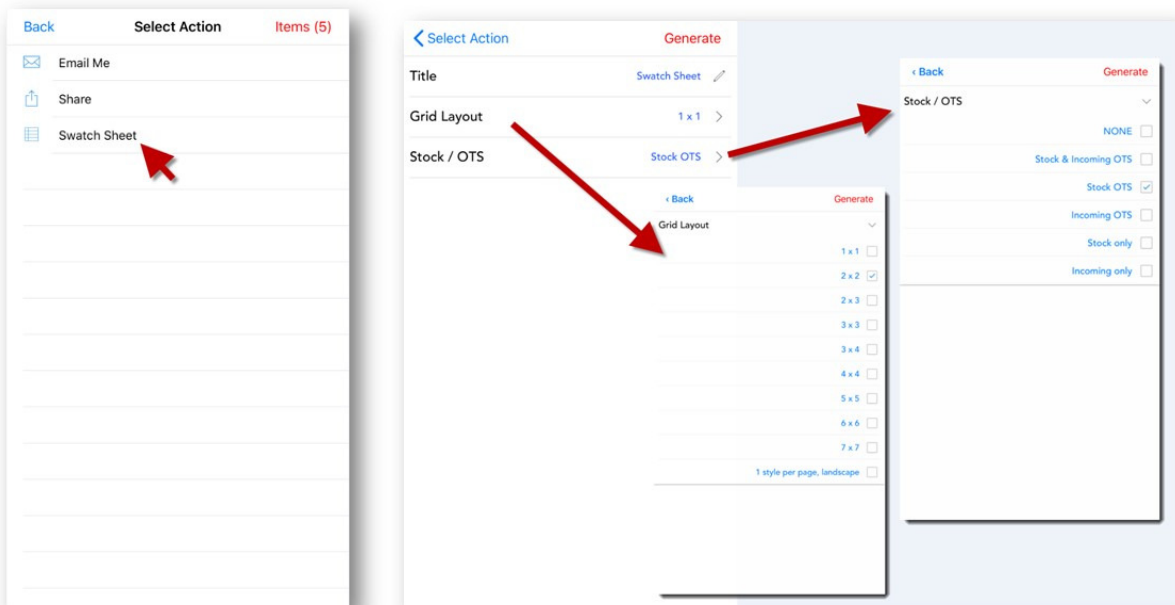 Back Select Action Items (5)
Email Me
Share
Swatch Sheet
Select Action Generate
Title Swatch Sheet
Grid Layout 1 x 1
Stock / OTS Stock OTS
‹ Back Generate
Grid Layout
1 x 1
2 x 2
2 x 3
3 x 3
3 x 4
4 x 4
5 x 5
6 x 6
7 x 7
1 style per page, landscape
‹ Back Generate
Stock / OTS
NONE
Stock & Incoming OTS
Stock OTS
Incoming OTS
Stock only
Incoming only